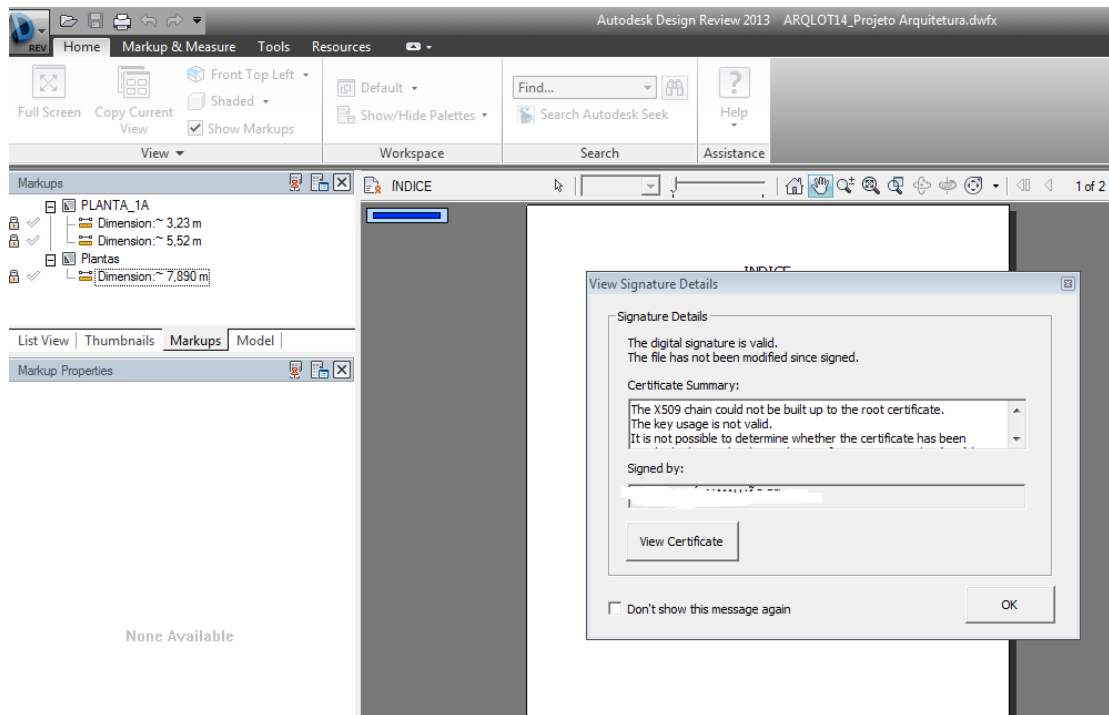 Autodesk Design Review 2013 ARQLOT14_Projeto Arquitetura.dwfx
REV Home Markup & Measure Tools Resources
Full Screen
Copy Current View
Front Top Left
Shaded
Show Markups
View
Default
Show/Hide Palettes
Workspace
Find...
Search Autodesk Seek
Search
Help
Assistance
Markups
PLANTA_1A
Dimension:~ 3,23 m
Dimension:~ 5,52 m
Plantas
Dimension:~ 7,890 m
List View Thumbnails Markups Model
Markup Properties
None Available
ÍNDICE
1 of 2
View Signature Details
Signature Details
The digital signature is valid.
The file has not been modified since signed.
Certificate Summary:
The X509 chain could not be built up to the root certificate.
The key usage is not valid.
It is not possible to determine whether the certificate has been
Signed by:
View Certificate
Don't show this message again
OK